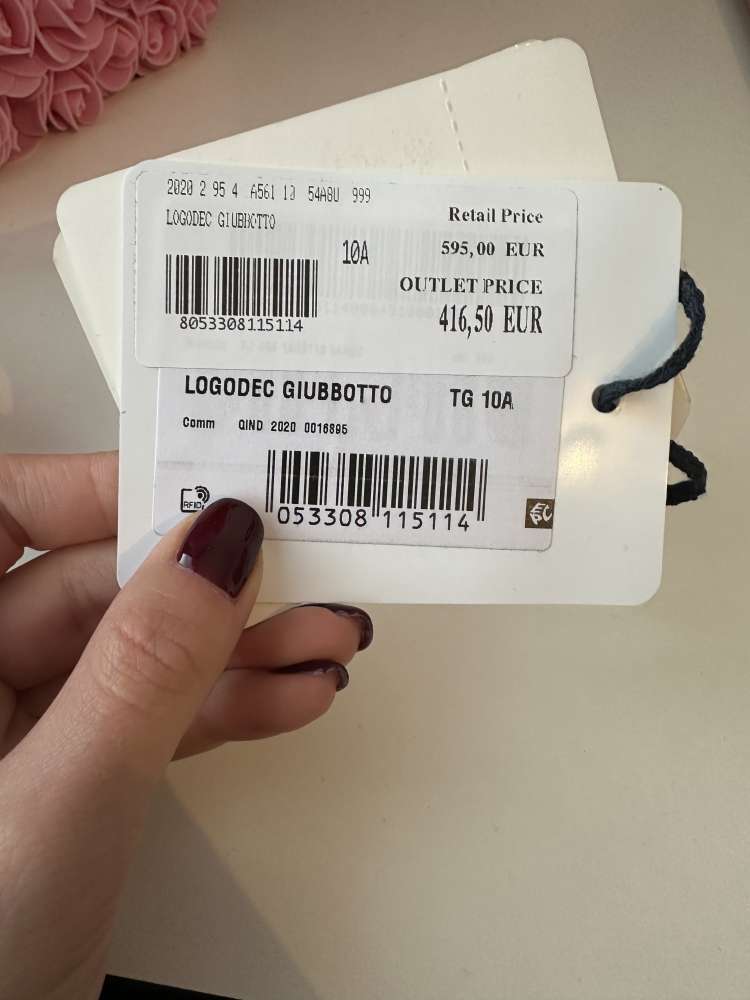 2020 2 95 4 A561 10 54A8U 999
LOGODEC GIUBBOTTO
Retail Price
10A
595,00 EUR
OUTLET PRICE
8053308115114
416,50 EUR
LOGODEC GIUBBOTTO TG 10A
Comm QIND 2020 0016895
RFID
053308 115114